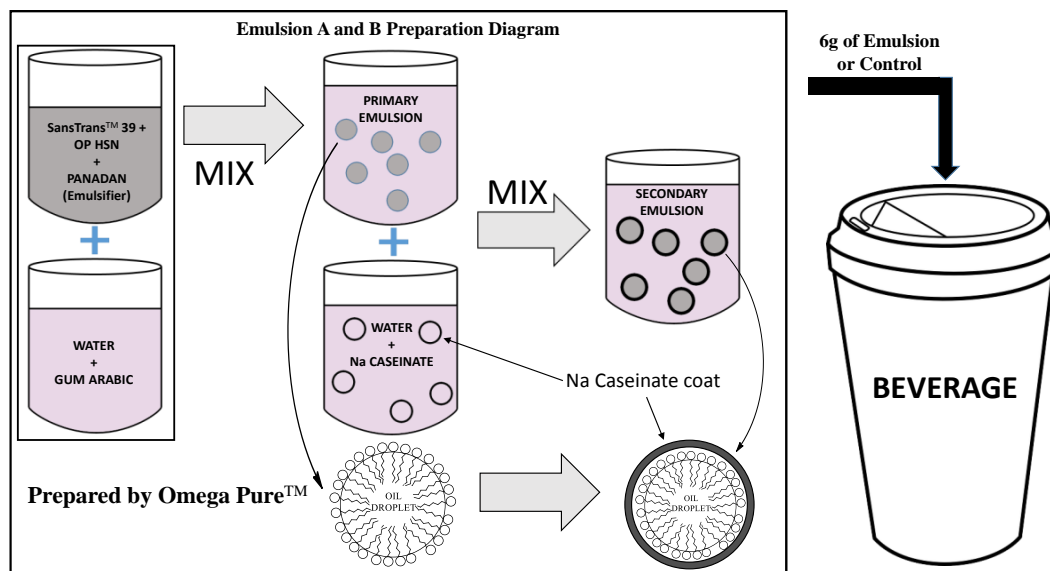 Emulsion A and B Preparation Diagram
SansTrans™ 39 +
OP HSN
+
PANADAN
(Emulsifier)
+
WATER
+
GUM ARABIC
MIX
PRIMARY
EMULSION
+
WATER
+
Na CASEINATE
MIX
SECONDARY
EMULSION
Na Caseinate coat
Prepared by Omega Pure™
OIL
DROPLET
OIL
DROPLET
6g of Emulsion
or Control
BEVERAGE